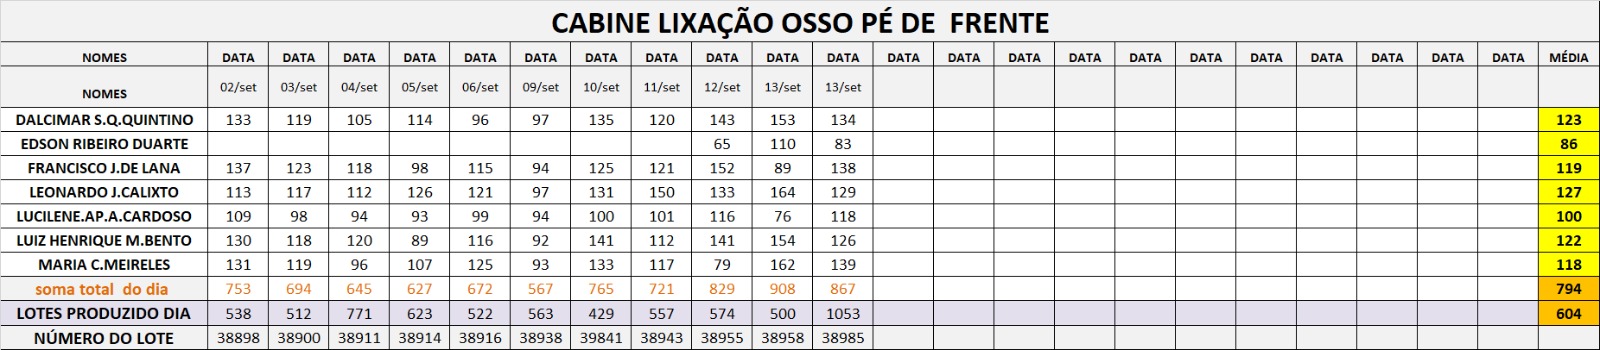 CABINE LIXAÇÃO OSSO PÉ DE  FRENTE
NOMES DATA DATA DATA DATA DATA DATA DATA DATA DATA DATA DATA DATA DATA DATA DATA DATA DATA DATA DATA DATA DATA DATA MÉDIA
NOMES 02/set 03/set 04/set 05/set 06/set 09/set 10/set 11/set 12/set 13/set 13/set
DALCIMAR S.Q.QUINTINO 133 119 105 114 96 97 135 120 143 153 134 123
EDSON RIBEIRO DUARTE 65 110 83 86
FRANCISCO J.DE LANA 137 123 118 98 115 94 125 121 152 89 138 119
LEONARDO J.CALIXTO 113 117 112 126 121 97 131 150 133 164 129 127
LUCILENE.AP.A.CARDOSO 109 98 94 93 99 94 100 101 116 76 118 100
LUIZ HENRIQUE M.BENTO 130 118 120 89 116 92 141 112 141 154 126 122
MARIA C.MEIRELES 131 119 96 107 125 93 133 117 79 162 139 118
soma total  do dia 753 694 645 627 672 567 765 721 829 908 867 794
LOTES PRODUZIDO DIA 538 512 771 623 522 563 429 557 574 500 1053 604
NÚMERO DO LOTE 38898 38900 38911 38914 38916 38938 39841 38943 38955 38958 38985